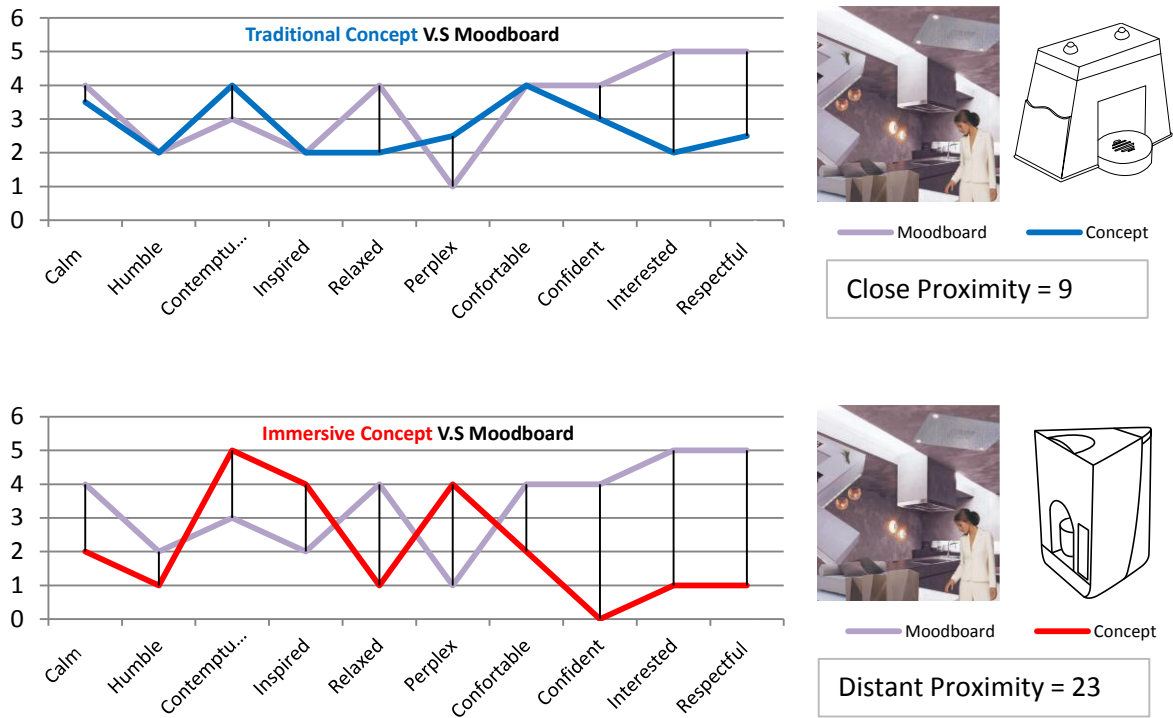 Traditional Concept V.S Moodboard
6
5
4
3
2
1
0
Calm
Humble
Contemptu...
Inspired
Relaxed
Perplex
Confortable
Confident
Interested
Respectful
Moodboard
Concept
Close Proximity = 9
Immersive Concept V.S Moodboard
6
5
4
3
2
1
0
Calm
Humble
Contemptu...
Inspired
Relaxed
Perplex
Confortable
Confident
Interested
Respectful
Moodboard
Concept
Distant Proximity = 23